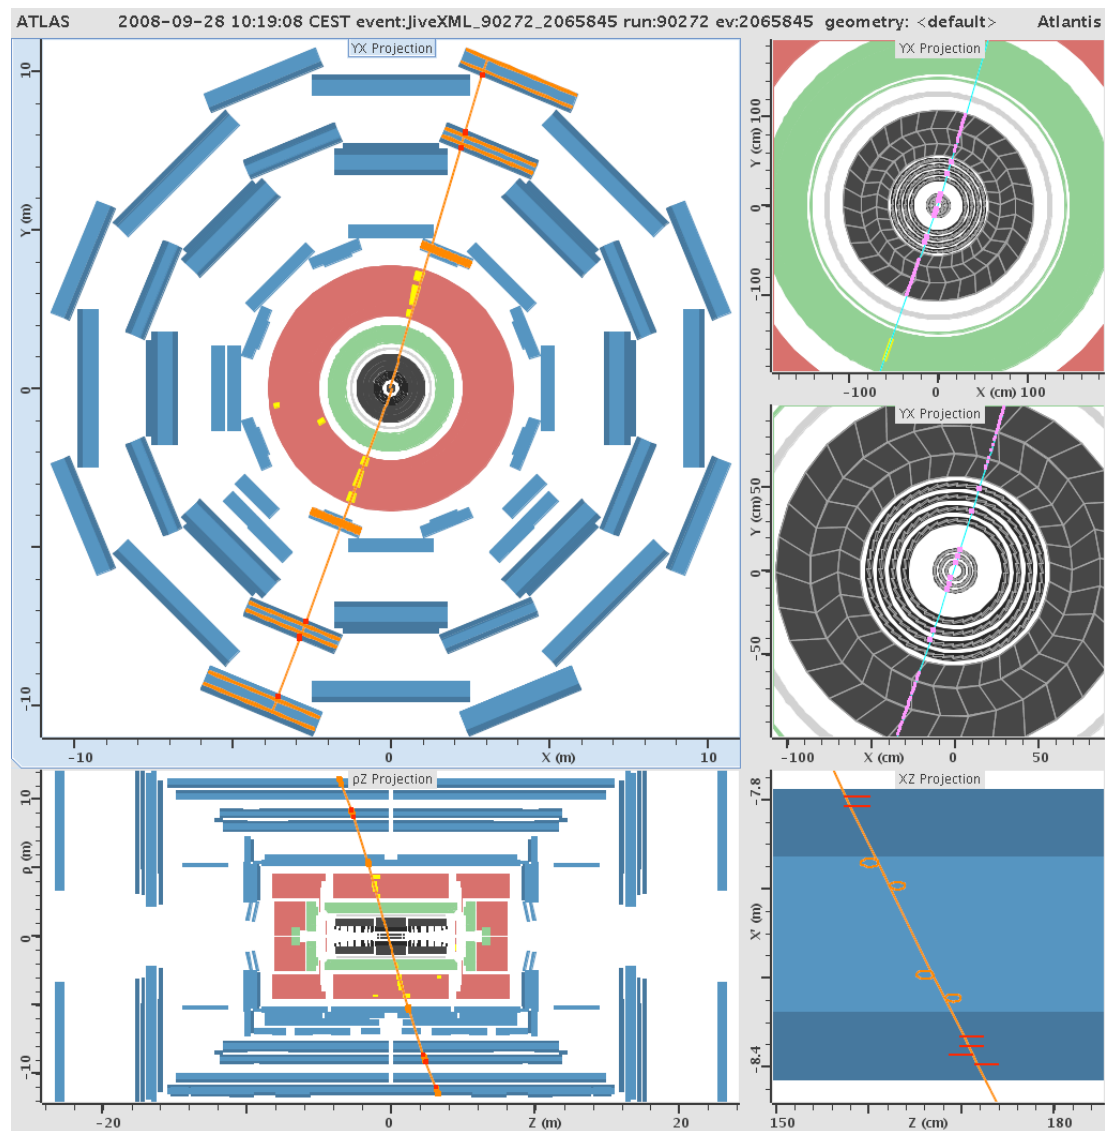 ATLAS 2008-09-28 10:19:08 CEST event:JiveXML_90272_2065845 run:90272 ev:2065845 geometry: <default> Atlantis
YX Projection
10
Y (m)
0
-10
-10
0
X (m)
10
YX Projection
Y (cm) 100
0
-100
-100
0
X (cm) 100
YX Projection
50
Y (cm)
0
-50
-100
0
X (cm)
50
ρZ Projection
10
ρ (m)
0
-10
-20
0
Z (m)
20
XZ Projection
-7.8
X' (m)
-8.4
150
Z (cm)
180